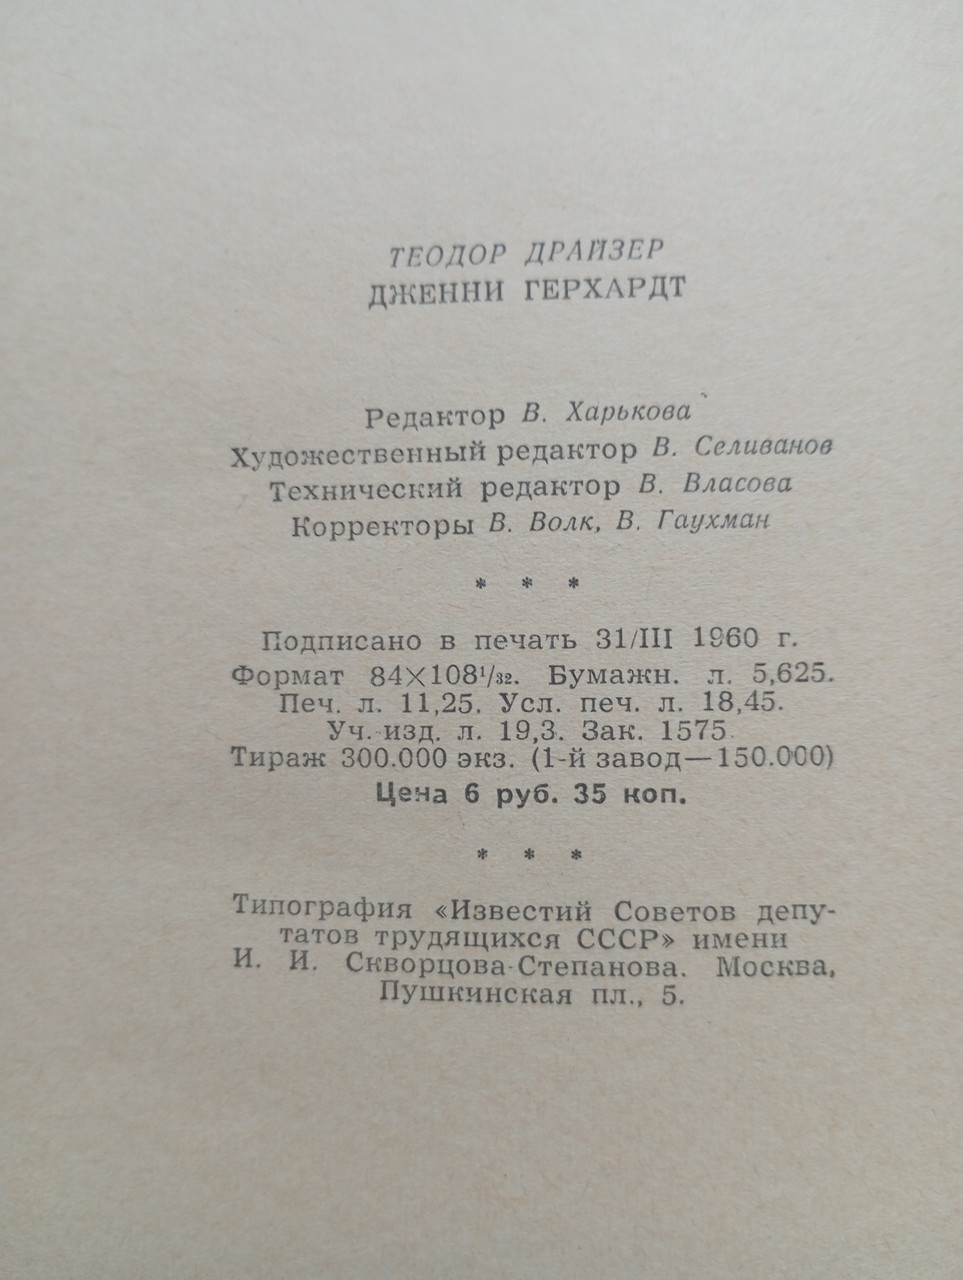 ТЕОДОР ДРАЙЗЕР
ДЖЕННИ ГЕРХАРДТ
Редактор В. Харькова
Художественный редактор В. Селиванов
Технический редактор В. Власова
Корректоры В. Волк, В. Гаухман
* * *
Подписано в печать 31/III 1960 г.
Формат 84×108¹/₃₂. Бумажн. л. 5,625.
Печ. л. 11,25. Усл. печ. л. 18,45.
Уч.-изд. л. 19,3. Зак. 1575.
Тираж 300.000 экз. (1-й завод—150.000)
Цена 6 руб. 35 коп.
* * *
Типография «Известий Советов депу-
татов трудящихся СССР» имени
И. И. Скворцова-Степанова. Москва,
Пушкинская пл., 5.